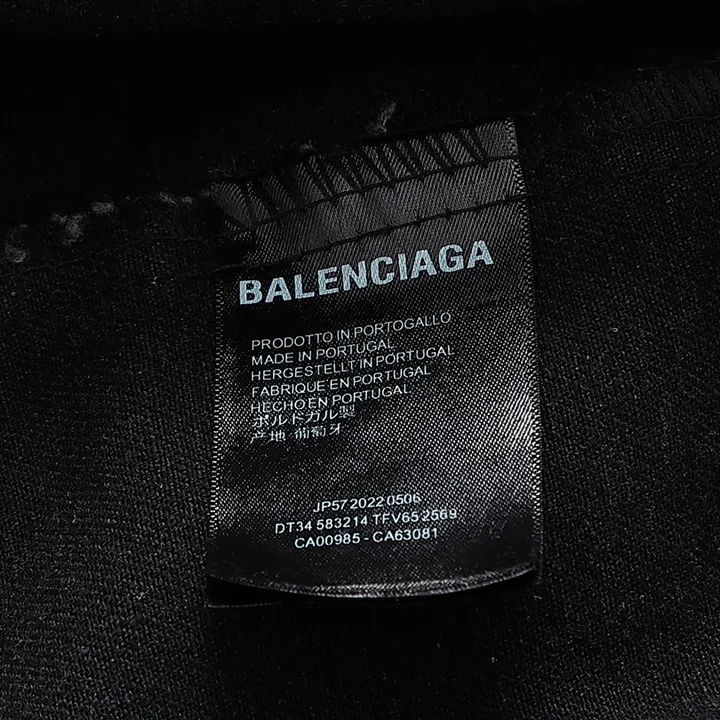 BALENCIAGA
PRODOTTO IN PORTOGALLO
MADE IN PORTUGAL
HERGESTELLT IN PORTUGAL
FABRIQUE EN PORTUGAL
HECHO EN PORTUGAL
ポルドガル製
产地·葡萄牙
JP57 2022 0506
DT34 583214 TFV65 2569
CA00985 - CA63081